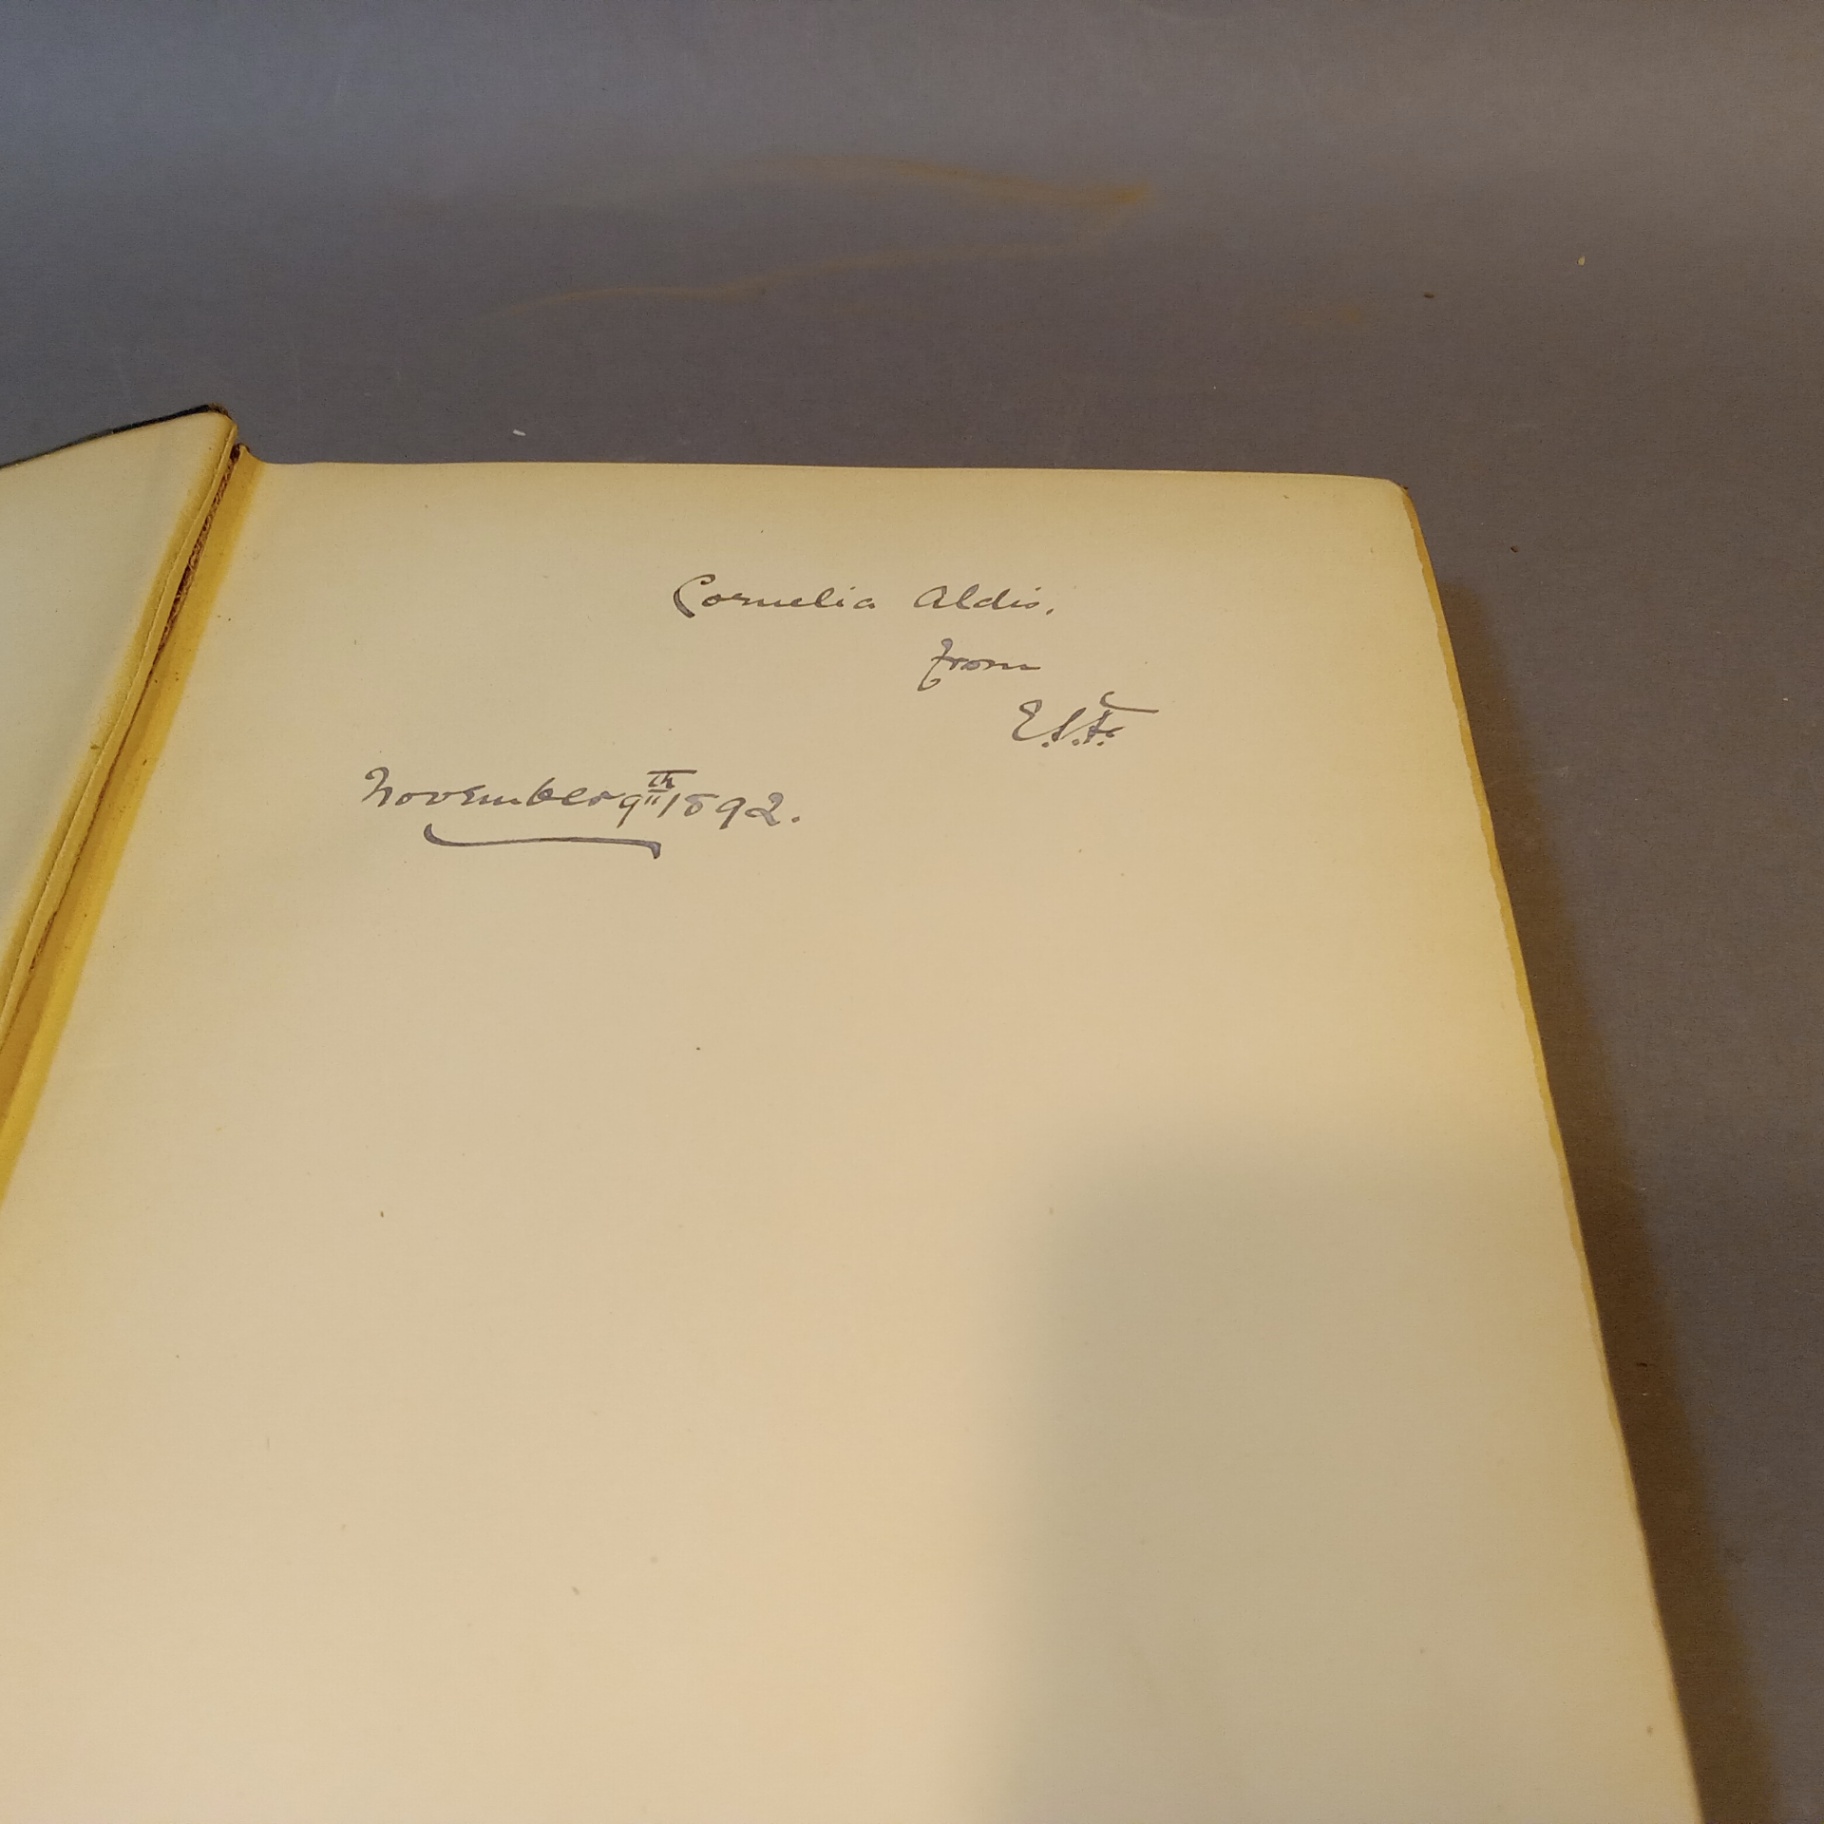 Cornelia Aldis.
from
E.S.F.
November 9th 1892.